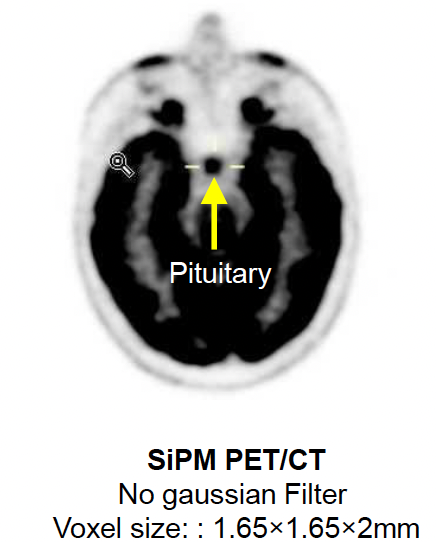 Pituitary
SiPM PET/CT
No gaussian Filter
Voxel size: : 1.65×1.65×2mm